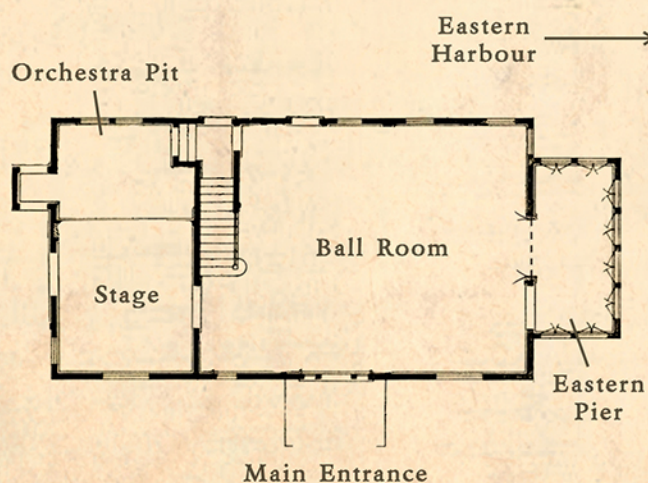 Eastern
Harbour
Orchestra Pit
Ball Room
Stage
Eastern
Pier
Main Entrance